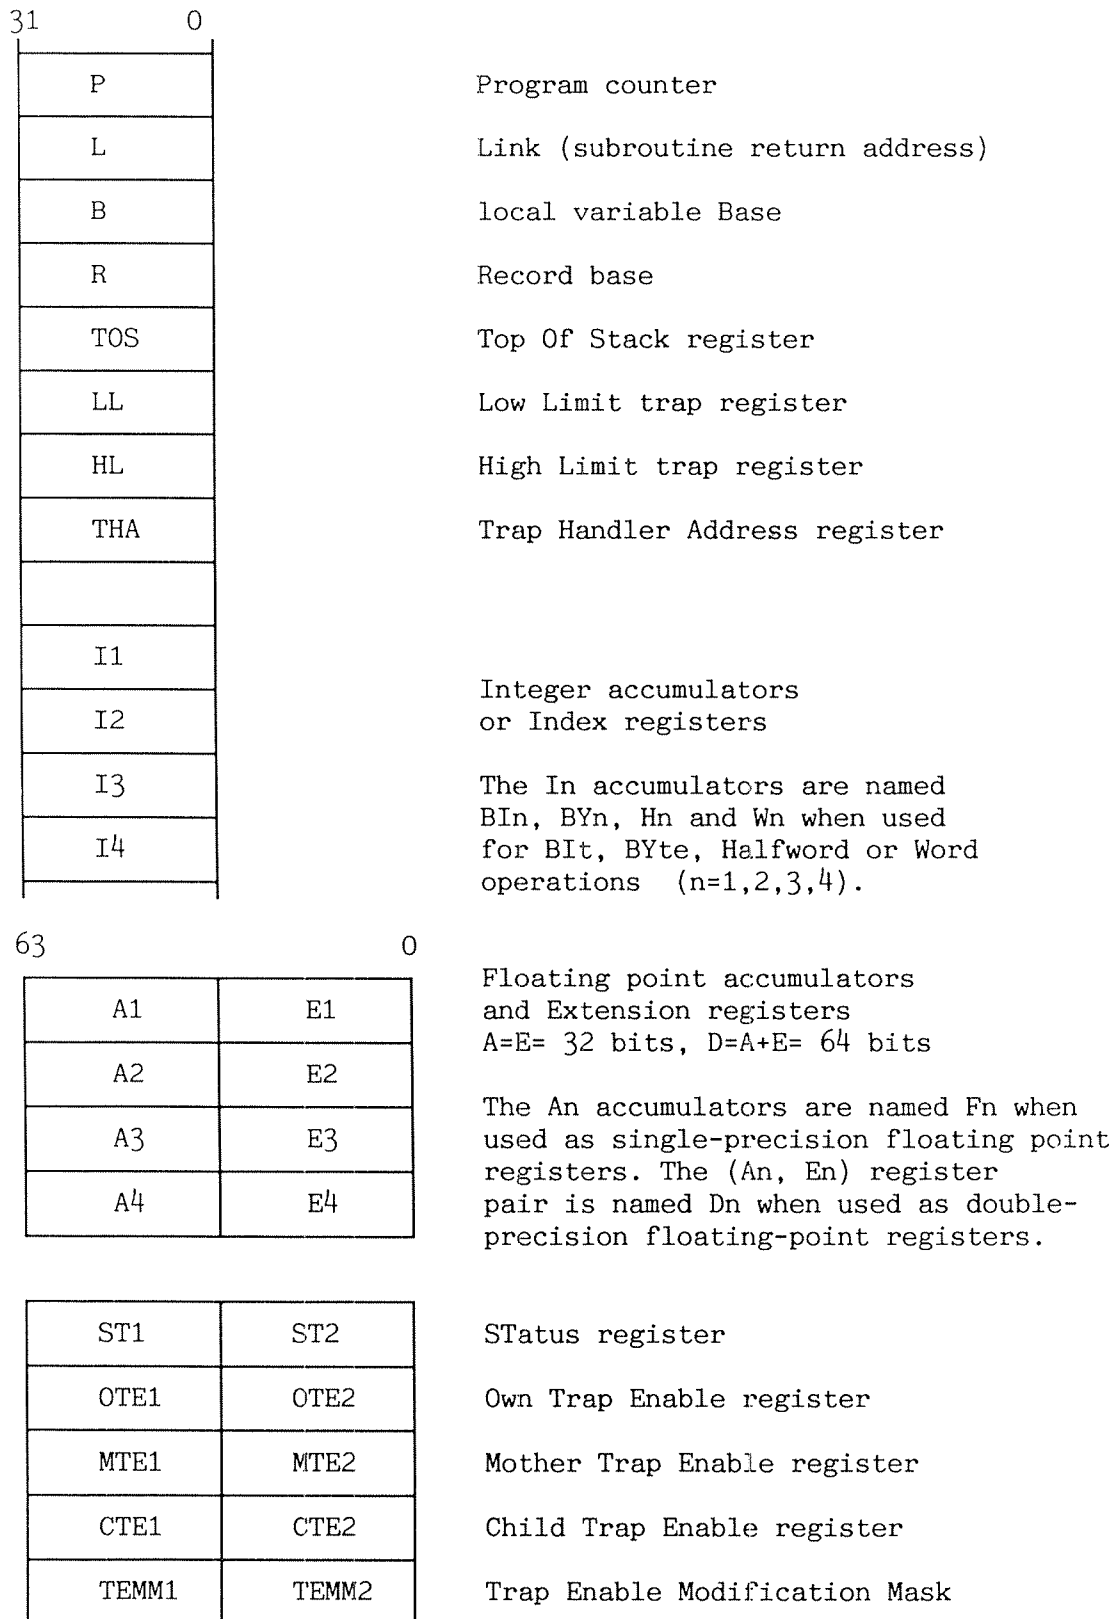 31 0
P Program counter
L Link (subroutine return address)
B local variable Base
R Record base
TOS Top Of Stack register
LL Low Limit trap register
HL High Limit trap register
THA Trap Handler Address register
I1
Integer accumulators
I2 or Index registers
I3 The In accumulators are named
BIn, BYn, Hn and Wn when used
I4 for BIt, BYte, Halfword or Word
operations (n=1,2,3,4).
63 0
Floating point accumulators
A1 E1 and Extension registers
A=E= 32 bits, D=A+E= 64 bits
A2 E2
The An accumulators are named Fn when
A3 E3 used as single-precision floating point
registers. The (An, En) register
A4 E4 pair is named Dn when used as double-
precision floating-point registers.
ST1 ST2 STatus register
OTE1 OTE2 Own Trap Enable register
MTE1 MTE2 Mother Trap Enable register
CTE1 CTE2 Child Trap Enable register
TEMM1 TEMM2 Trap Enable Modification Mask